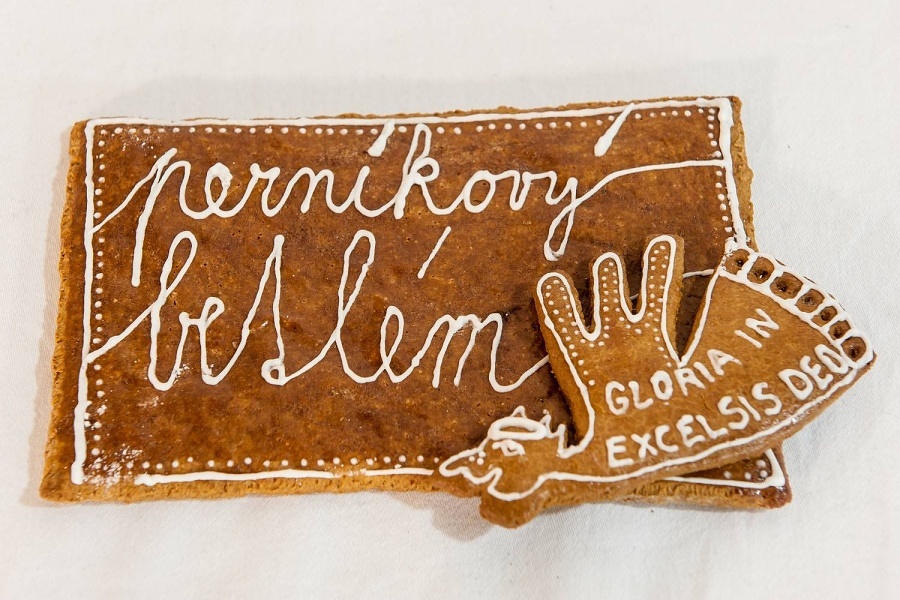 perníkový
betlém
GLORIA IN
EXCELSIS DEO